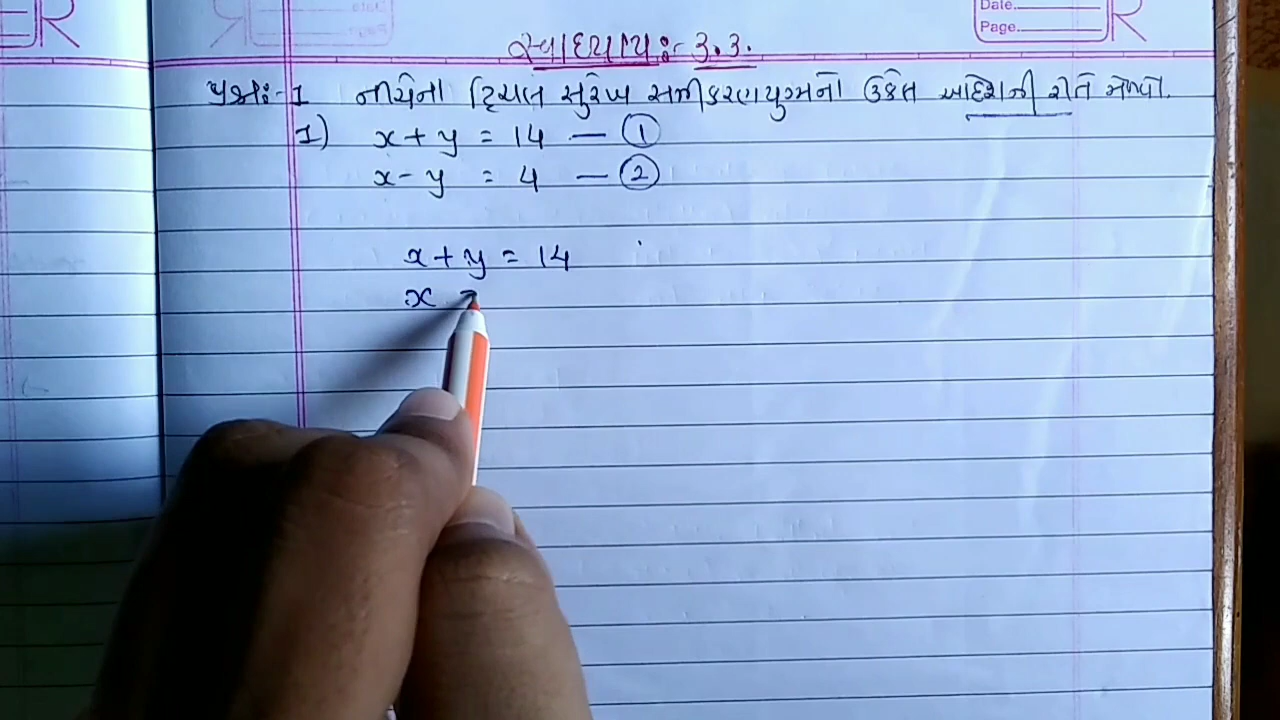 Date
Page
સ્વાધ્યાય:- 3.3.
પ્રશ્ન:-1 નીચેના દ્વિચલ સુરેખ સમીકરણયુગ્મનો ઉકેલ આદેશની રીતે મેળવો.
1) x + y = 14 — ①
x - y = 4 — ②
x + y = 14
x =